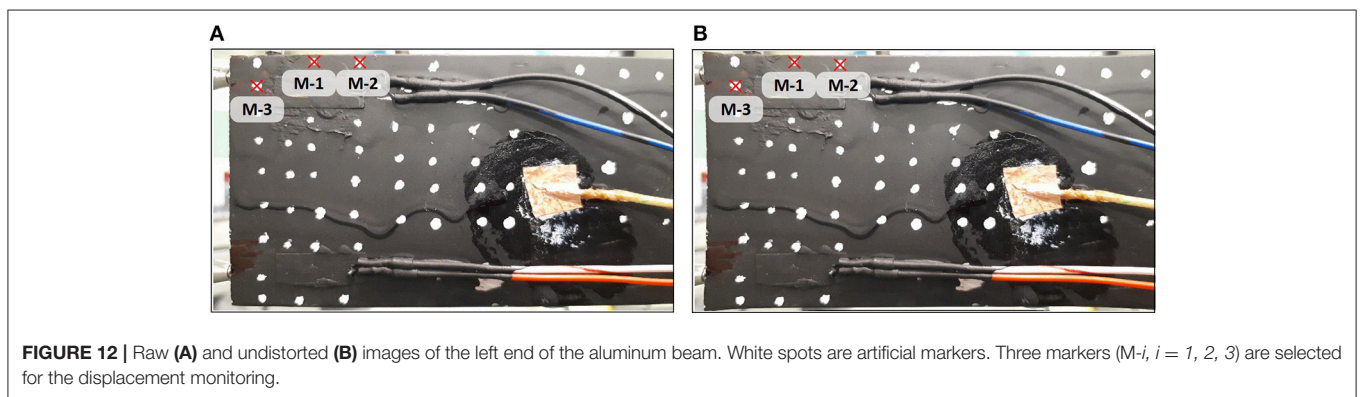 A
B
M-1 M-2
M-3
M-1 M-2
M-3
FIGURE 12 | Raw (A) and undistorted (B) images of the left end of the aluminum beam. White spots are artificial markers. Three markers (M-i, i = 1, 2, 3) are selected
for the displacement monitoring.